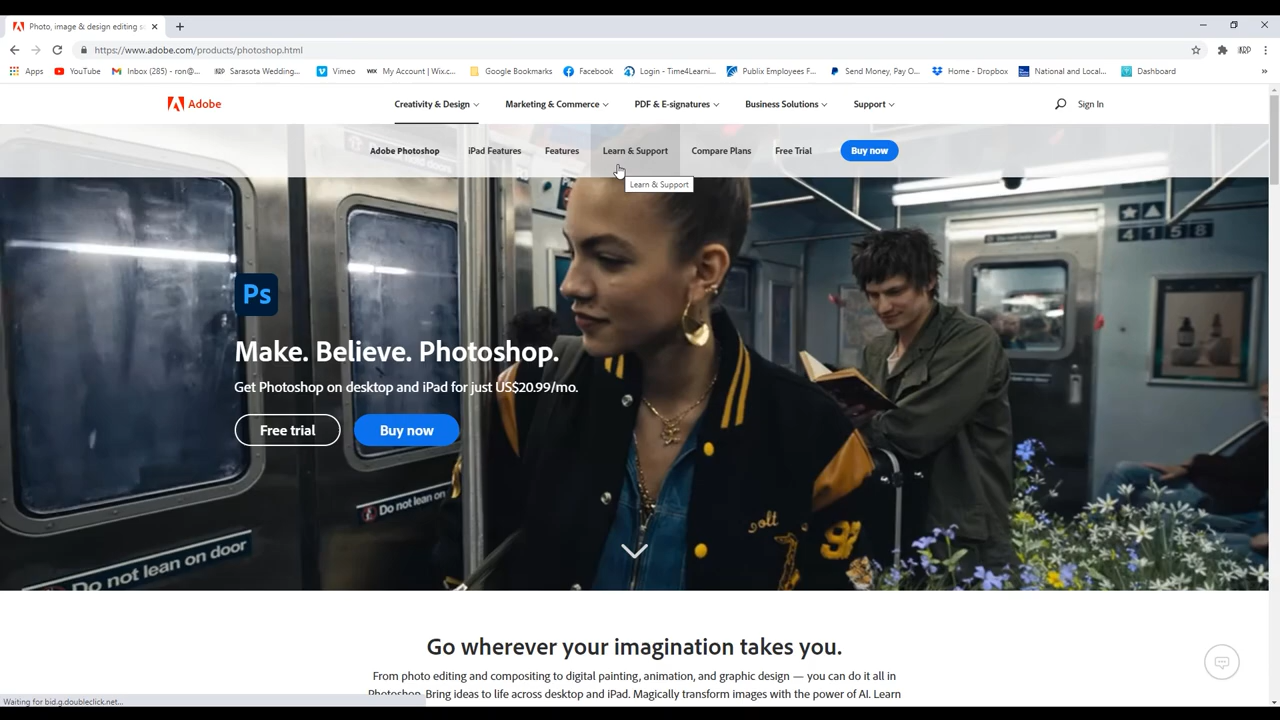 Photo, image & design editing s
https://www.adobe.com/products/photoshop.html
Apps YouTube Inbox (285) - ron@... Sarasota Wedding... Vimeo WIX My Account | Wix.c... Google Bookmarks Facebook Login - Time4Learni... Publix Employees F... Send Money, Pay O... Home - Dropbox National and Local... Dashboard »
Adobe Creativity & Design Marketing & Commerce PDF & E-signatures Business Solutions Support Sign In
Adobe Photoshop iPad Features Features Learn & Support Compare Plans Free Trial Buy now
Learn & Support
4 1 5 8
Ps
Make. Believe. Photoshop.
Get Photoshop on desktop and iPad for just US$20.99/mo.
Free trial Buy now
Do not lean on
Do not lean on door
Go wherever your imagination takes you.
From photo editing and compositing to digital painting, animation, and graphic design — you can do it all in
Photoshop. Bring ideas to life across desktop and iPad. Magically transform images with the power of AI. Learn
Waiting for bid.g.doubleclick.net...